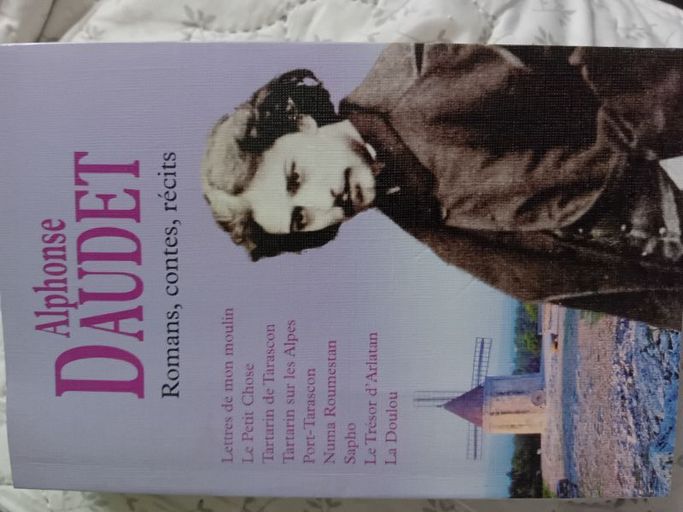 Alphonse
DAUDET
Romans, contes, récits
Lettres de mon moulin
Le Petit Chose
Tartarin de Tarascon
Tartarin sur les Alpes
Port-Tarascon
Numa Roumestan
Sapho
Le Trésor d'Arlatan
La Doulou